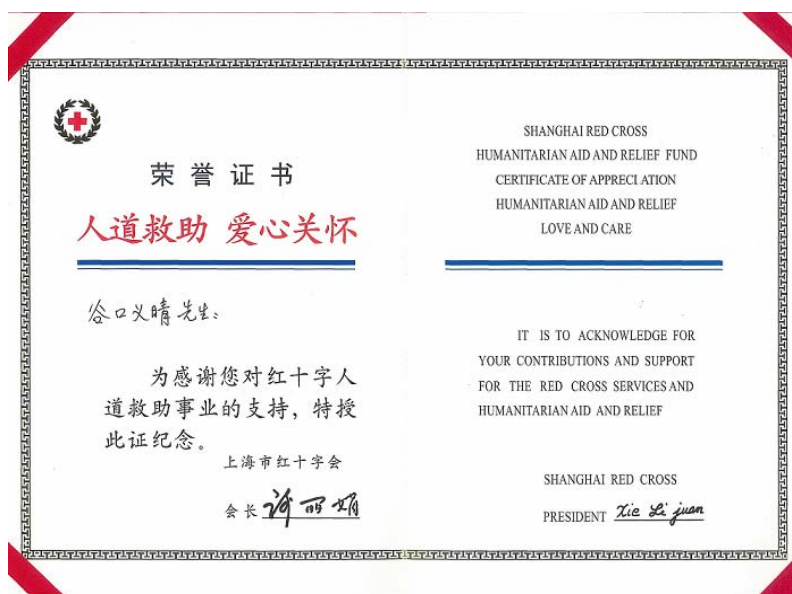 荣誉证书
人道救助 爱心关怀
谷口义晴先生:
为感谢您对红十字人
道救助事业的支持,特授
此证纪念。
上海市红十字会
会长 谢丽娟
SHANGHAI RED CROSS
HUMANITARIAN AID AND RELIEF FUND
CERTIFICATE OF APPRECI ATION
HUMANITARIAN AID AND RELIEF
LOVE AND CARE
IT IS TO ACKNOWLEDGE FOR
YOUR CONTRIBUTIONS AND SUPPORT
FOR THE RED CROSS SERVICES AND
HUMANITARIAN AID AND RELIEF
SHANGHAI RED CROSS
PRESIDENT Xie Li juan